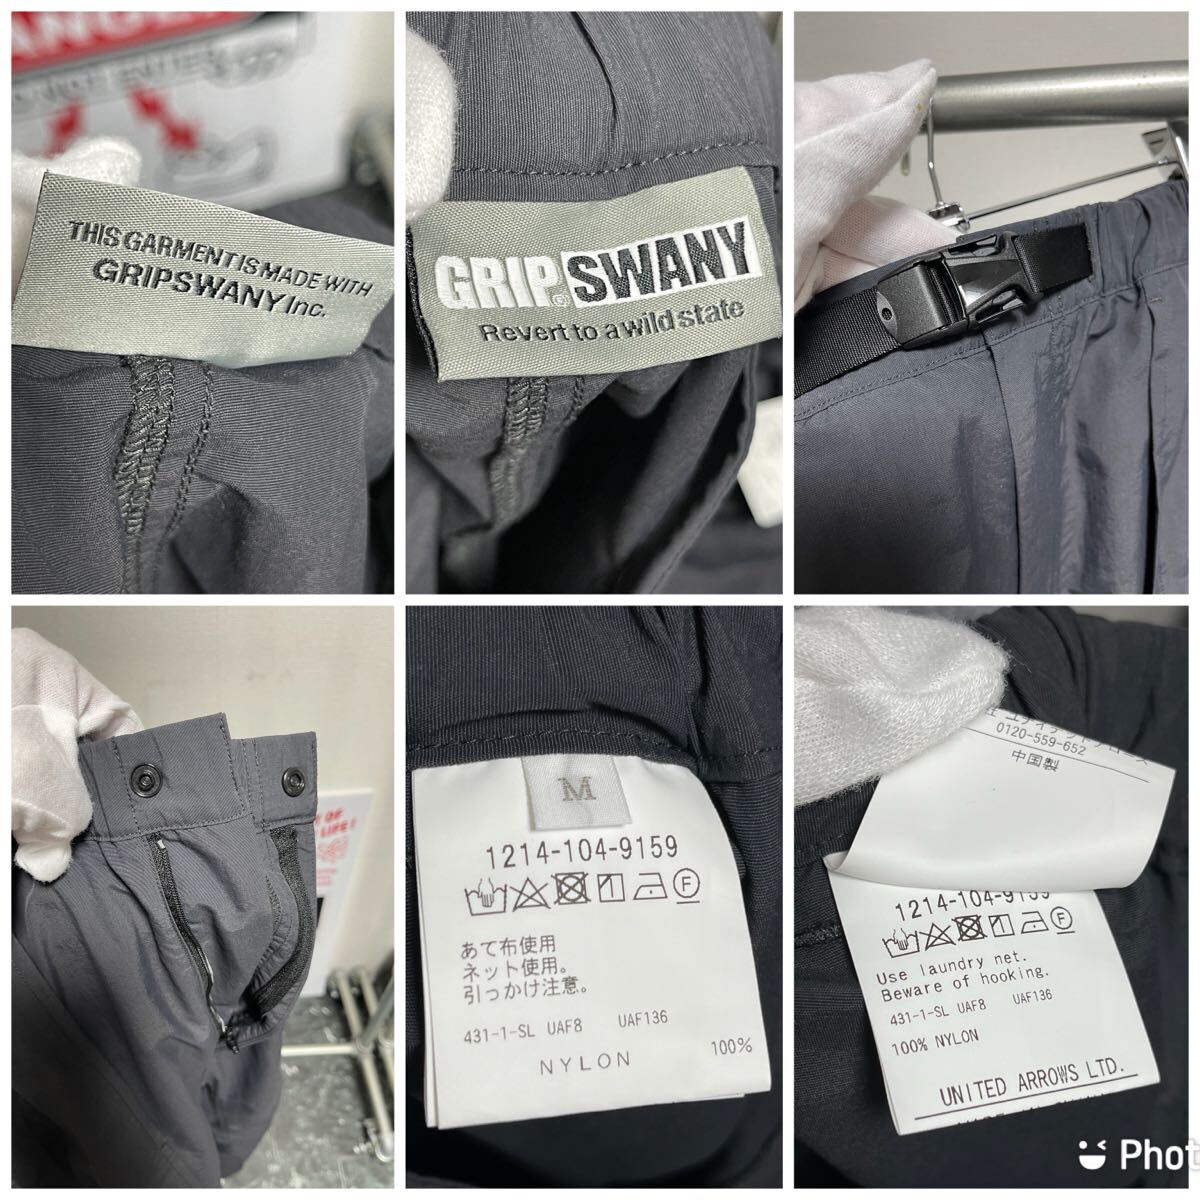 THIS GARMENT IS MADE WITH
GRIPSWANY Inc.
GRIP SWANY
Revert to a wild state
M
1214-104-9159
F
あて布使用
ネット使用。
引っかけ注意。
431-1-SL UAF8 UAF136
NYLON 100%
0120-559-652
中国製
1214-104-9159
F
Use laundry net.
Beware of hooking.
431-1-SL UAF8 UAF136
100% NYLON
UNITED ARROWS LTD.
Phot